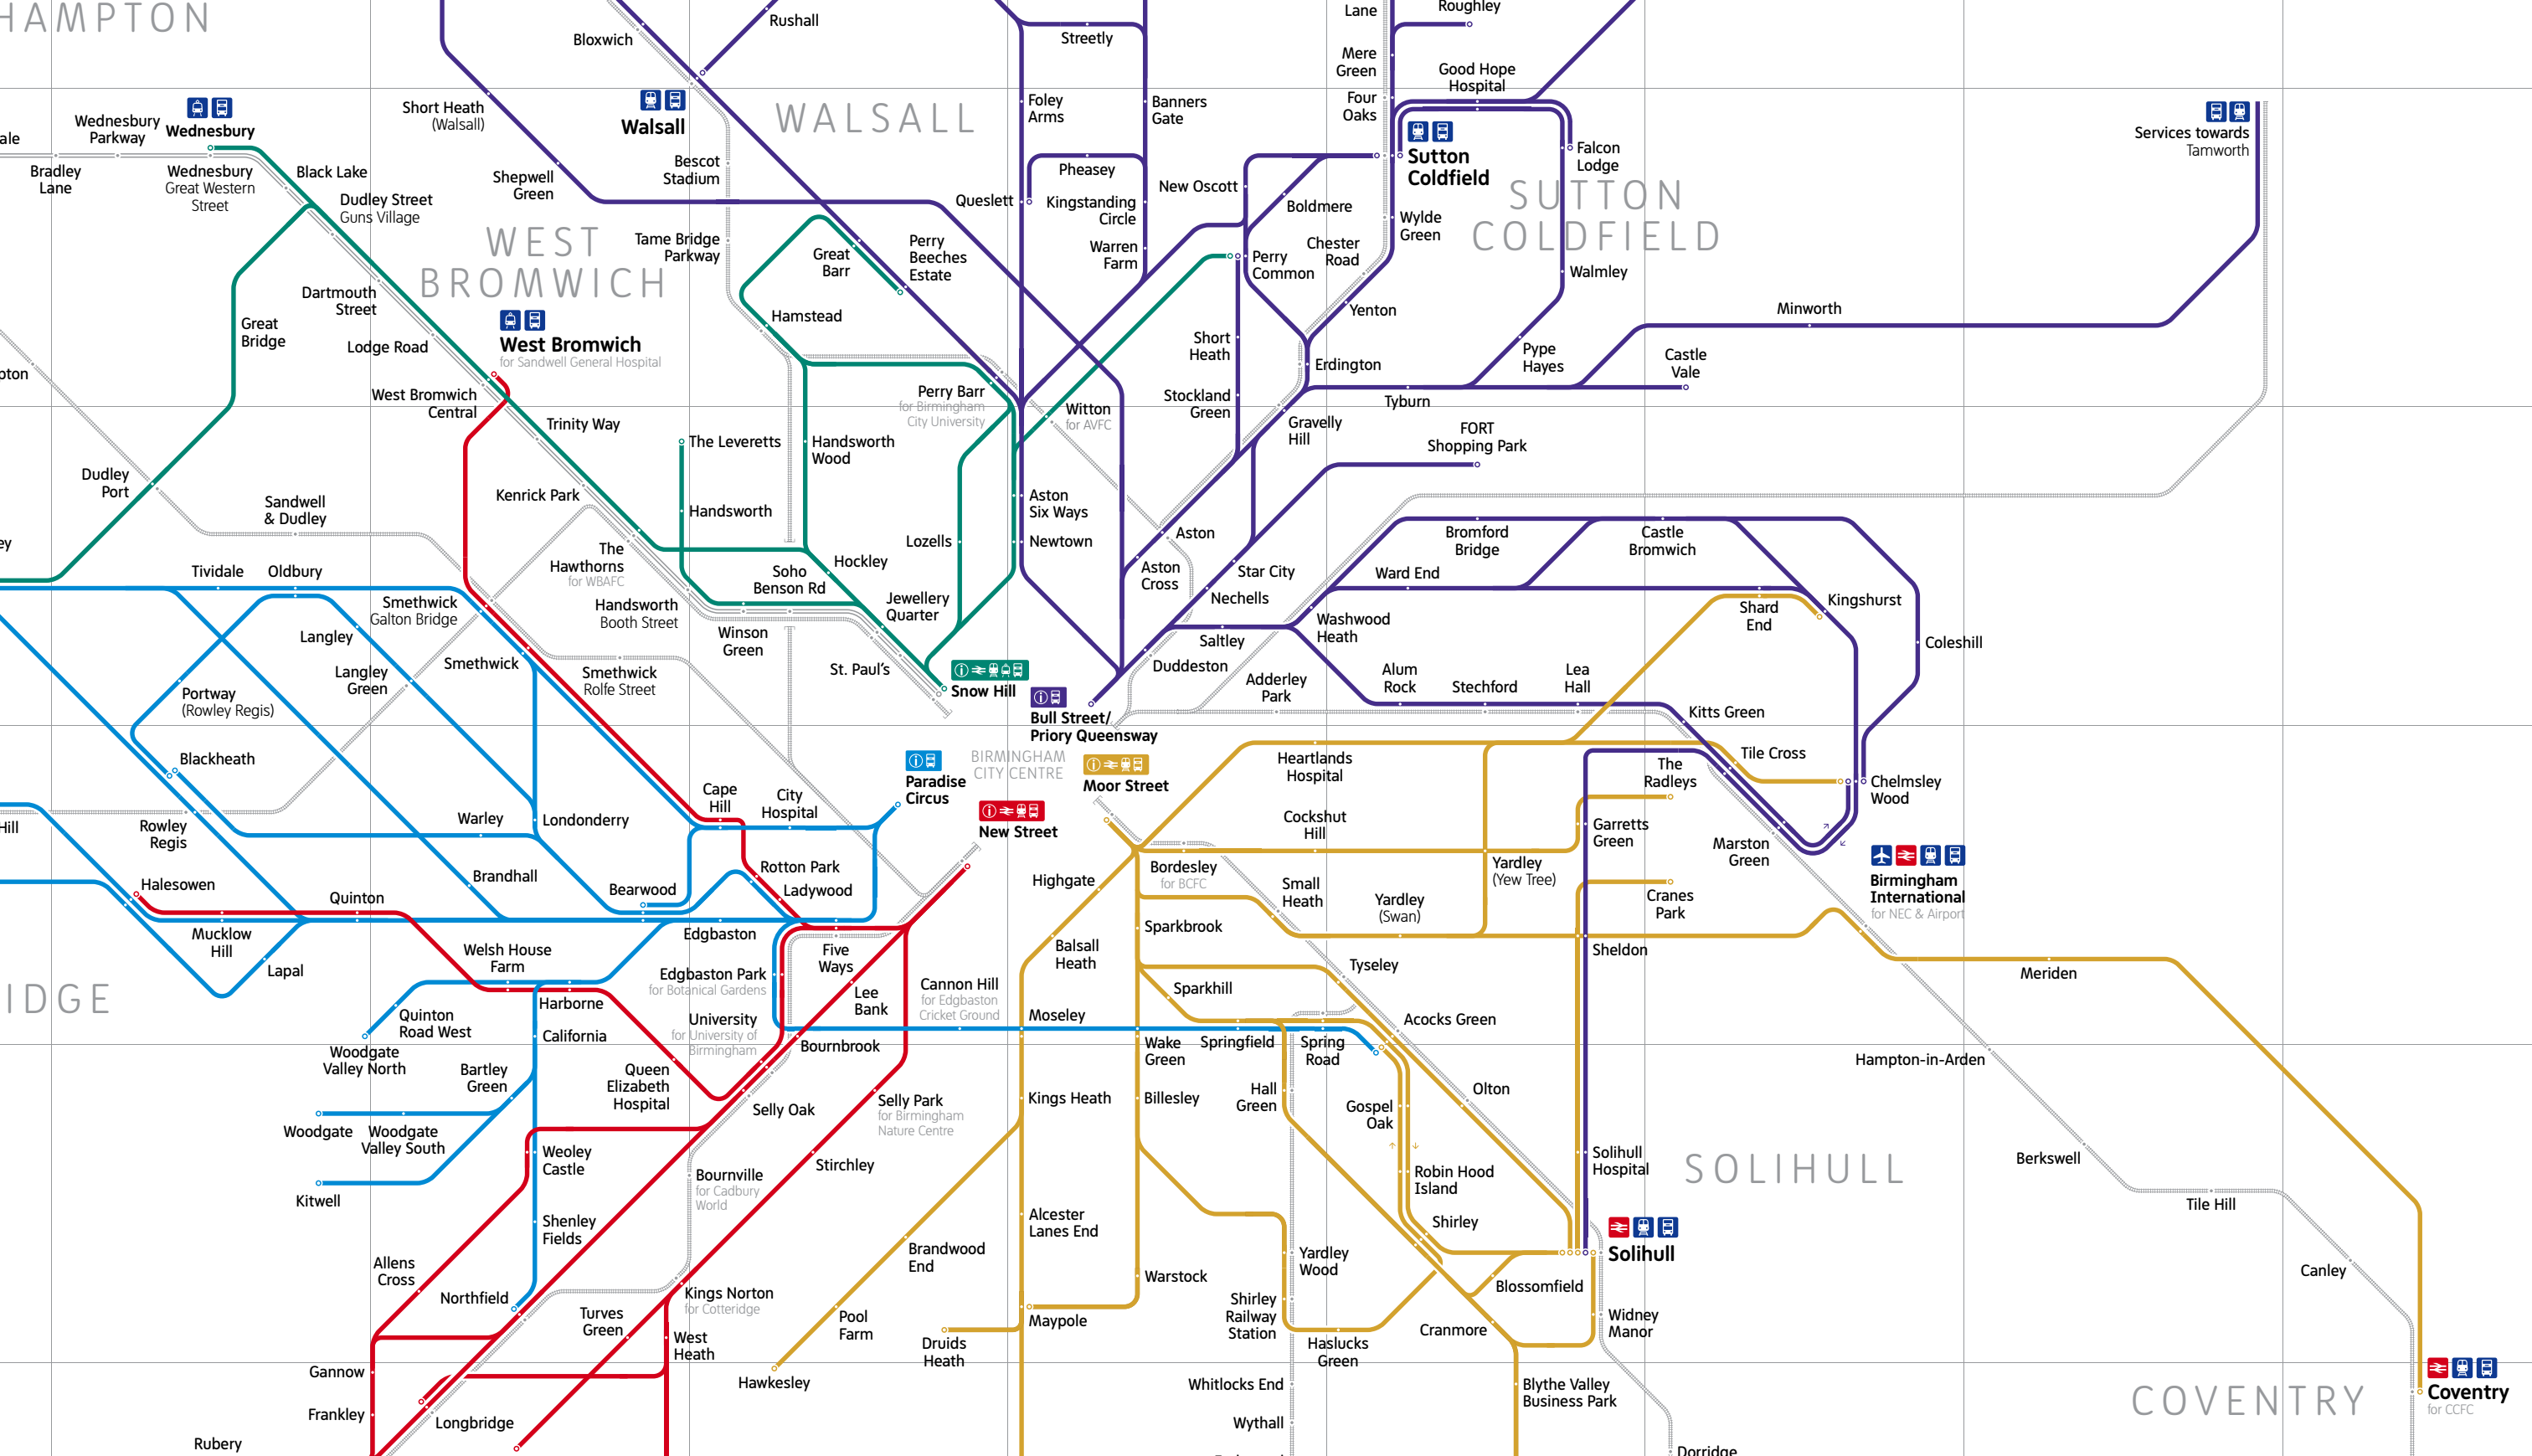 HAMPTON
Rushall
Bloxwich
Streetly
Lane
Roughley
Mere
Green
Good Hope
Hospital
Four
Oaks
Wednesbury
Parkway
Wednesbury
ale
Bradley
Lane
Wednesbury
Great Western
Street
Black Lake
Dudley Street
Guns Village
Short Heath
(Walsall)
Walsall
WALSALL
Foley
Arms
Banners
Gate
Services towards
Tamworth
Falcon
Lodge
Sutton
Coldfield
SUTTON
COLDFIELD
Bescot
Stadium
Shepwell
Green
Pheasey
New Oscott
Queslett
Kingstanding
Circle
Boldmere
Wylde
Green
WEST
BROMWICH
Tame Bridge
Parkway
Great
Barr
Perry
Beeches
Estate
Warren
Farm
Perry
Common
Chester
Road
Walmley
Dartmouth
Street
Great
Bridge
Lodge Road
West Bromwich
for Sandwell General Hospital
Hamstead
Short
Heath
Yenton
Minworth
Erdington
Pype
Hayes
Castle
Vale
pton
West Bromwich
Central
Trinity Way
Perry Barr
for Birmingham
City University
Witton
for AVFC
Stockland
Green
Tyburn
Gravelly
Hill
FORT
Shopping Park
The Leveretts
Handsworth
Wood
Dudley
Port
Kenrick Park
Handsworth
Sandwell
& Dudley
Aston
Six Ways
Aston
Bromford
Bridge
Castle
Bromwich
ey
The
Hawthorns
for WBAFC
Lozells
Newtown
Hockley
Soho
Benson Rd
Aston
Cross
Star City
Ward End
Tividale
Oldbury
Smethwick
Galton Bridge
Handsworth
Booth Street
Jewellery
Quarter
Nechells
Washwood
Heath
Shard
End
Kingshurst
Langley
Winson
Green
Saltley
Coleshill
Smethwick
Smethwick
Rolfe Street
St. Paul's
Snow Hill
Duddeston
Langley
Green
Portway
(Rowley Regis)
Adderley
Park
Alum
Rock
Stechford
Lea
Hall
Bull Street/
Priory Queensway
Kitts Green
Blackheath
Paradise
Circus
BIRMINGHAM
CITY CENTRE
Moor Street
Heartlands
Hospital
The
Radleys
Tile Cross
Chelmsley
Wood
Hill
Rowley
Regis
Warley
Londonderry
Cape
Hill
City
Hospital
New Street
Cockshut
Hill
Garretts
Green
Marston
Green
Halesowen
Quinton
Brandhall
Bearwood
Rotton Park
Ladywood
Highgate
Bordesley
for BCFC
Small
Heath
Yardley
(Yew Tree)
Yardley
(Swan)
Cranes
Park
Birmingham
International
for NEC & Airport
Mucklow
Hill
Lapal
Welsh House
Farm
Edgbaston
Five
Ways
Balsall
Heath
Sparkbrook
Sheldon
Meriden
IDGE
Quinton
Road West
Harborne
Edgbaston Park
for Botanical Gardens
Lee
Bank
Cannon Hill
for Edgbaston
Cricket Ground
Sparkhill
Tyseley
Woodgate
Valley North
California
University
for University of
Birmingham
Bournbrook
Moseley
Wake
Green
Springfield
Spring
Road
Acocks Green
Hampton-in-Arden
Bartley
Green
Queen
Elizabeth
Hospital
Selly Oak
Selly Park
for Birmingham
Nature Centre
Kings Heath
Billesley
Hall
Green
Gospel
Oak
Olton
Woodgate
Woodgate
Valley South
Kitwell
Weoley
Castle
Bournville
for Cadbury
World
Stirchley
Robin Hood
Island
Solihull
Hospital
SOLIHULL
Berkswell
Tile Hill
Shenley
Fields
Alcester
Lanes End
Shirley
Allens
Cross
Northfield
Brandwood
End
Warstock
Yardley
Wood
Solihull
Blossomfield
Canley
Turves
Green
Kings Norton
for Cotteridge
Pool
Farm
Maypole
Shirley
Railway
Station
Widney
Manor
West
Heath
Druids
Heath
Haslucks
Green
Cranmore
Gannow
Hawkesley
Whitlocks End
Blythe Valley
Business Park
COVENTRY
Coventry
for CCFC
Frankley
Longbridge
Wythall
Rubery
Dorridge